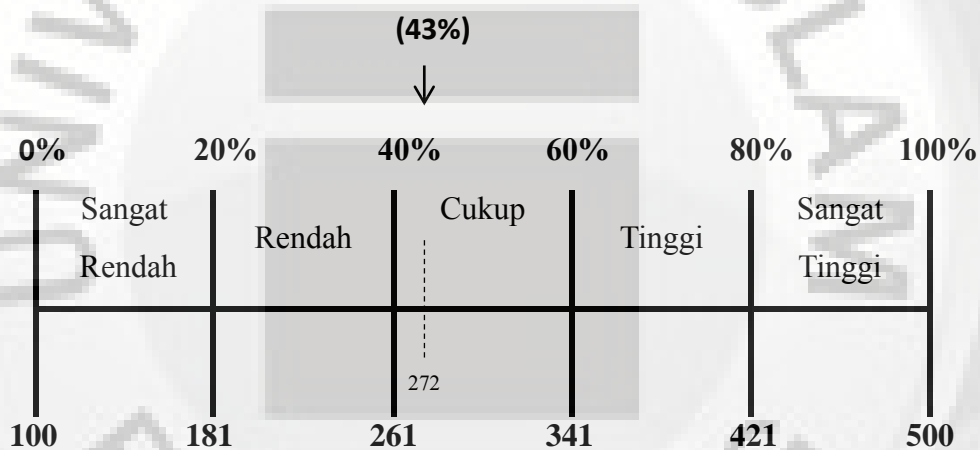 (43%)
0% 20% 40% 60% 80% 100%
Sangat Rendah Rendah Cukup Tinggi Sangat Tinggi
272
100 181 261 341 421 500